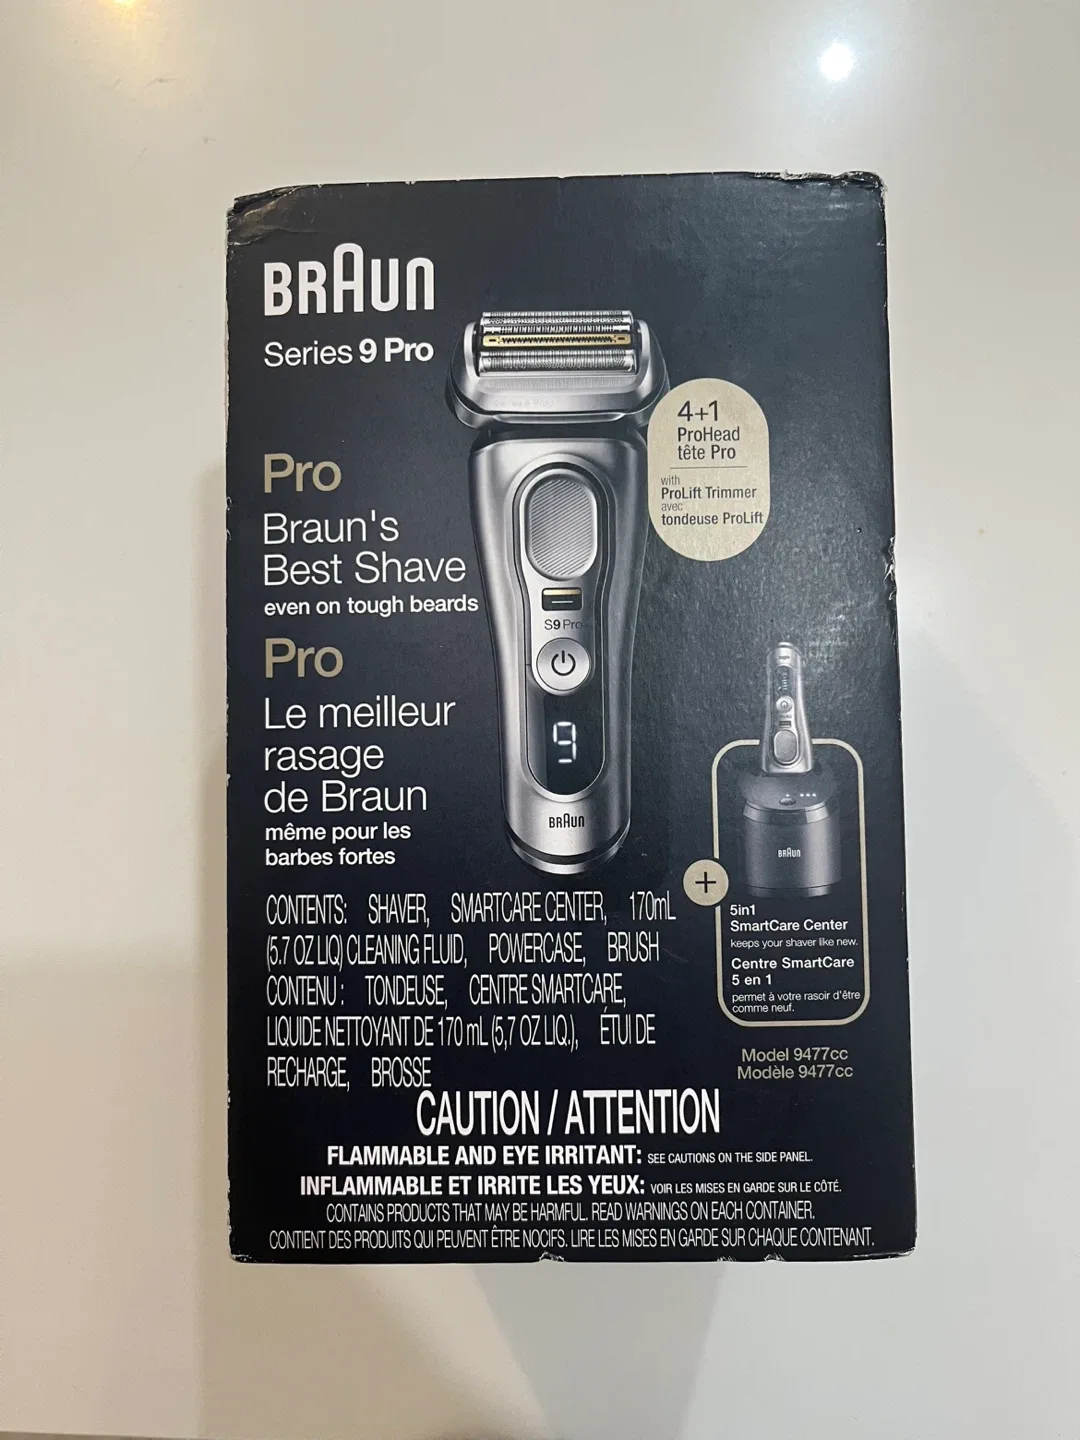 BRAUN
Series 9 Pro
4+1
ProHead
tête Pro
with
ProLift Trimmer
avec
tondeuse ProLift
Pro
Braun's
Best Shave
even on tough beards
Pro
Le meilleur
rasage
de Braun
même pour les
barbes fortes
S9 Pro
9
BRAUN
BRAUN
+
5in1
SmartCare Center
keeps your shaver like new.
Centre SmartCare
5 en 1
permet à votre rasoir d'être
comme neuf.
Model 9477cc
Modèle 9477cc
CONTENTS: SHAVER, SMARTCARE CENTER, 170mL
(5.7 OZ LIQ) CLEANING FLUID, POWERCASE, BRUSH
CONTENU : TONDEUSE, CENTRE SMARTCARE,
LIQUIDE NETTOYANT DE 170 mL (5,7 OZ LIQ.), ÉTUI DE
RECHARGE, BROSSE
CAUTION / ATTENTION
FLAMMABLE AND EYE IRRITANT: SEE CAUTIONS ON THE SIDE PANEL.
INFLAMMABLE ET IRRITE LES YEUX: VOIR LES MISES EN GARDE SUR LE CÔTÉ.
CONTAINS PRODUCTS THAT MAY BE HARMFUL. READ WARNINGS ON EACH CONTAINER.
CONTIENT DES PRODUITS QUI PEUVENT ÊTRE NOCIFS. LIRE LES MISES EN GARDE SUR CHAQUE CONTENANT.